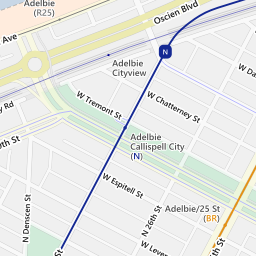 Adelbie
(R25)
Oscien Blvd
Ave
N
Adelbie
Cityview
W Chatterney St
W Tremont St
Adelbie
Callispell City
(N)
W Espitell St
N Denscen St
Adelbie/25 St
(BR)
N 26th St
St